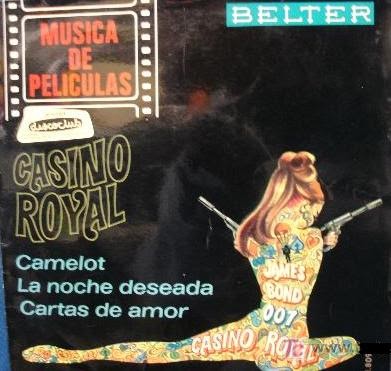 BELTER
MUSICA
DE
PELICULAS
discoclub
CASINO
ROYAL
Camelot
La noche deseada
Cartas de amor
JAMES
BOND
007
CASINO ROYAL